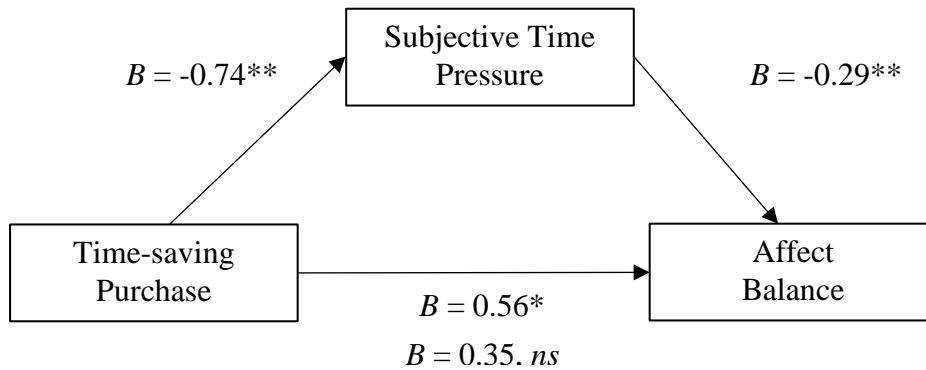 Subjective Time
Pressure
B = -0.74**
B = -0.29**
Time-saving
Purchase
Affect
Balance
B = 0.56*
B = 0.35, ns